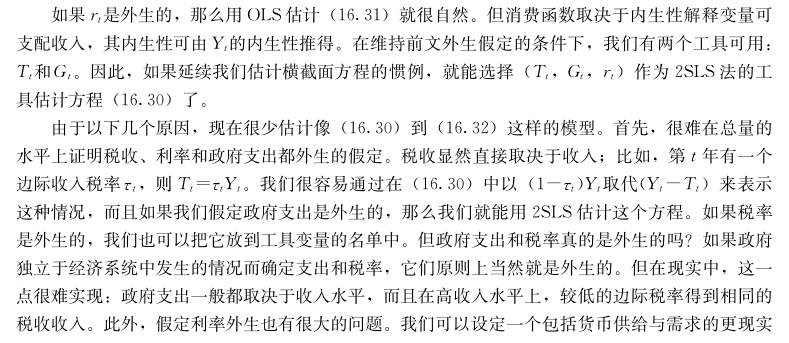 如果 rₜ是外生的，那么用 OLS 估计（16.31）就很自然。但消费函数取决于内生性解释变量可
支配收入，其内生性可由 Yₜ的内生性推得。在维持前文外生假定的条件下，我们有两个工具可用：
Tₜ和Gₜ。因此，如果延续我们估计横截面方程的惯例，就能选择（Tₜ，Gₜ，rₜ）作为 2SLS 法的工
具估计方程（16.30）了。
由于以下几个原因，现在很少估计像（16.30）到（16.32）这样的模型。首先，很难在总量的
水平上证明税收、利率和政府支出都外生的假定。税收显然直接取决于收入；比如，第 t 年有一个
边际收入税率τₜ，则 Tₜ=τₜYₜ。我们很容易通过在（16.30）中以（1−τₜ)Yₜ取代(Yₜ−Tₜ）来表示
这种情况，而且如果我们假定政府支出是外生的，那么我们就能用 2SLS 估计这个方程。如果税率
是外生的，我们也可以把它放到工具变量的名单中。但政府支出和税率真的是外生的吗？如果政府
独立于经济系统中发生的情况而确定支出和税率，它们原则上当然就是外生的。但在现实中，这一
点很难实现：政府支出一般都取决于收入水平，而且在高收入水平上，较低的边际税率得到相同的
税收收入。此外，假定利率外生也有很大的问题。我们可以设定一个包括货币供给与需求的更现实